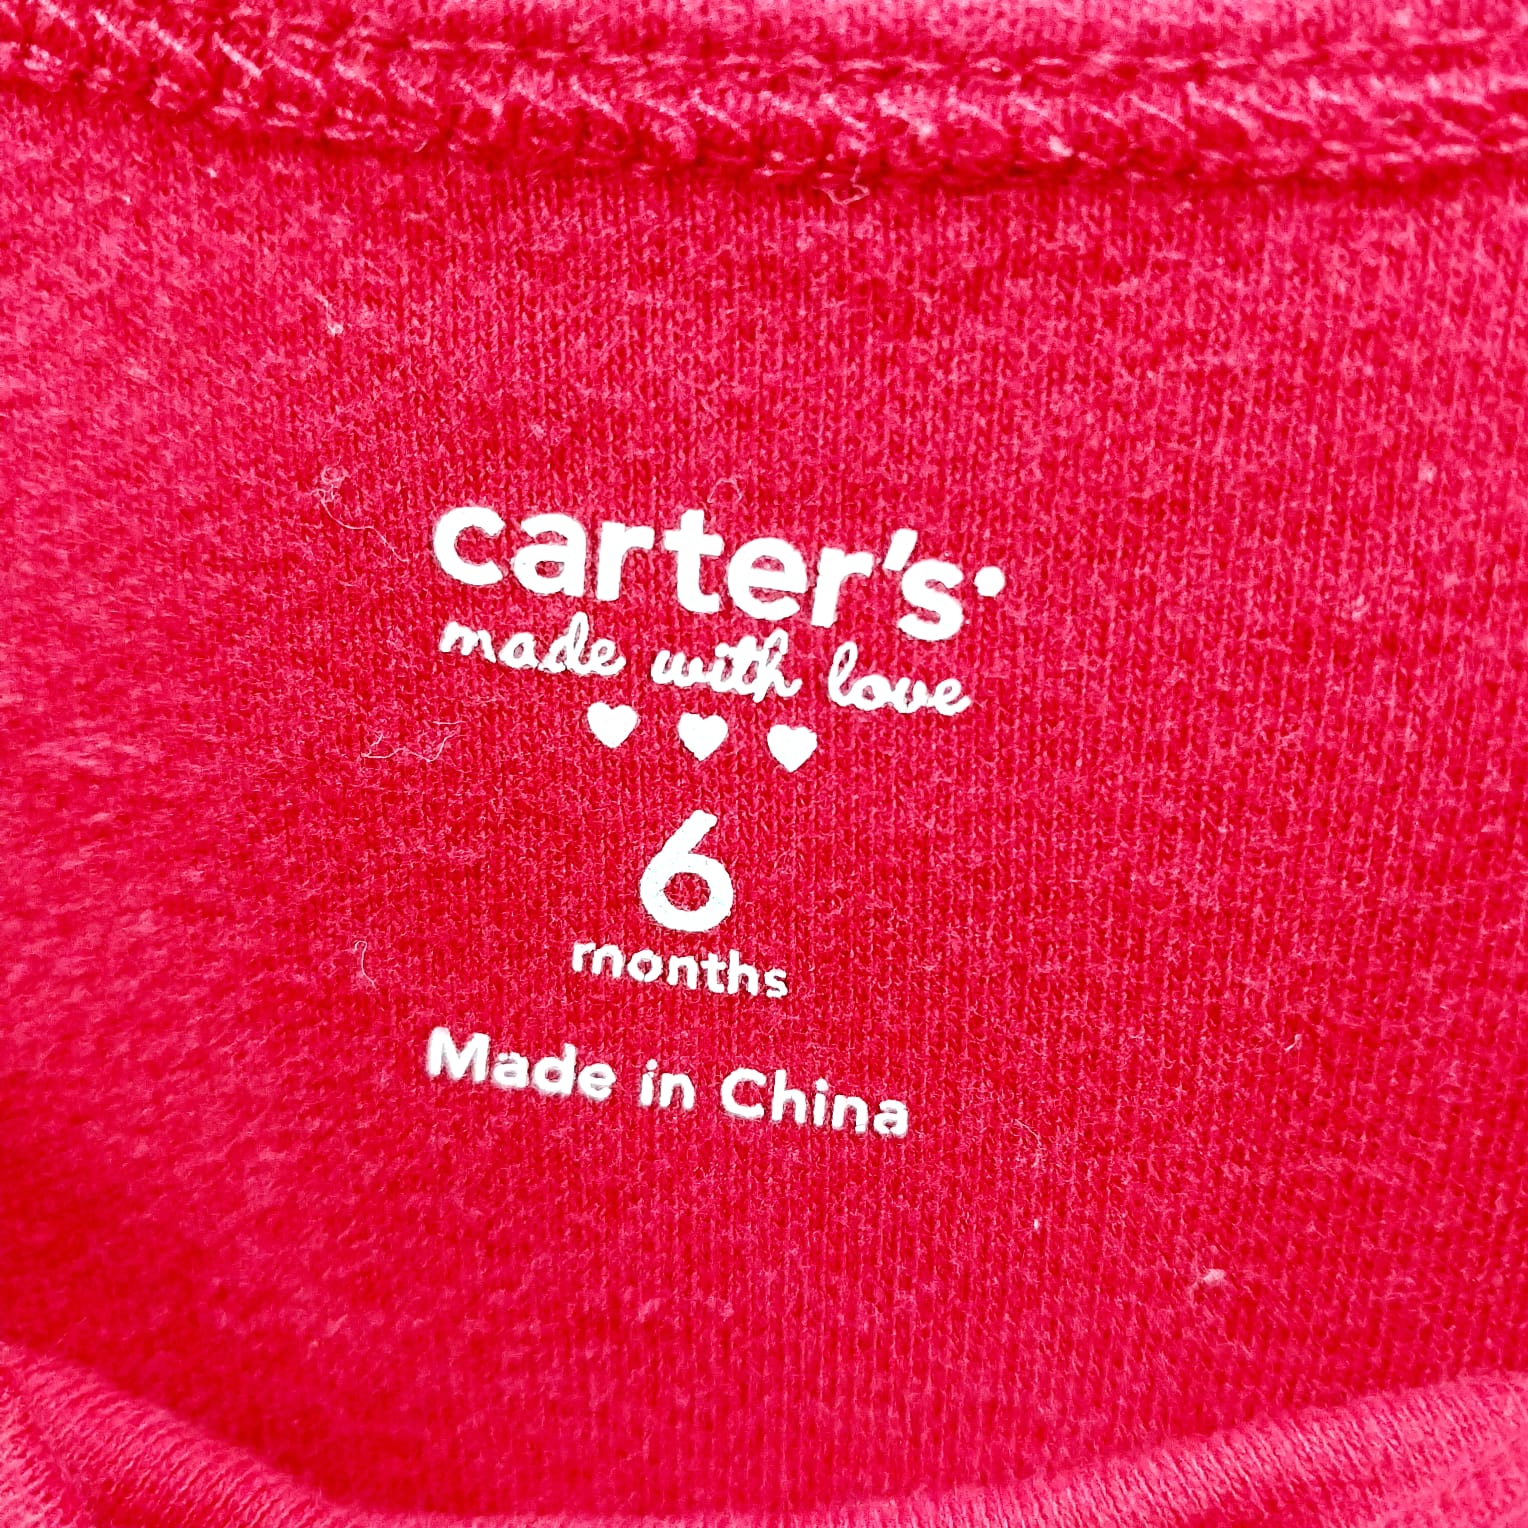 carter's
made with love
6
months
Made in China